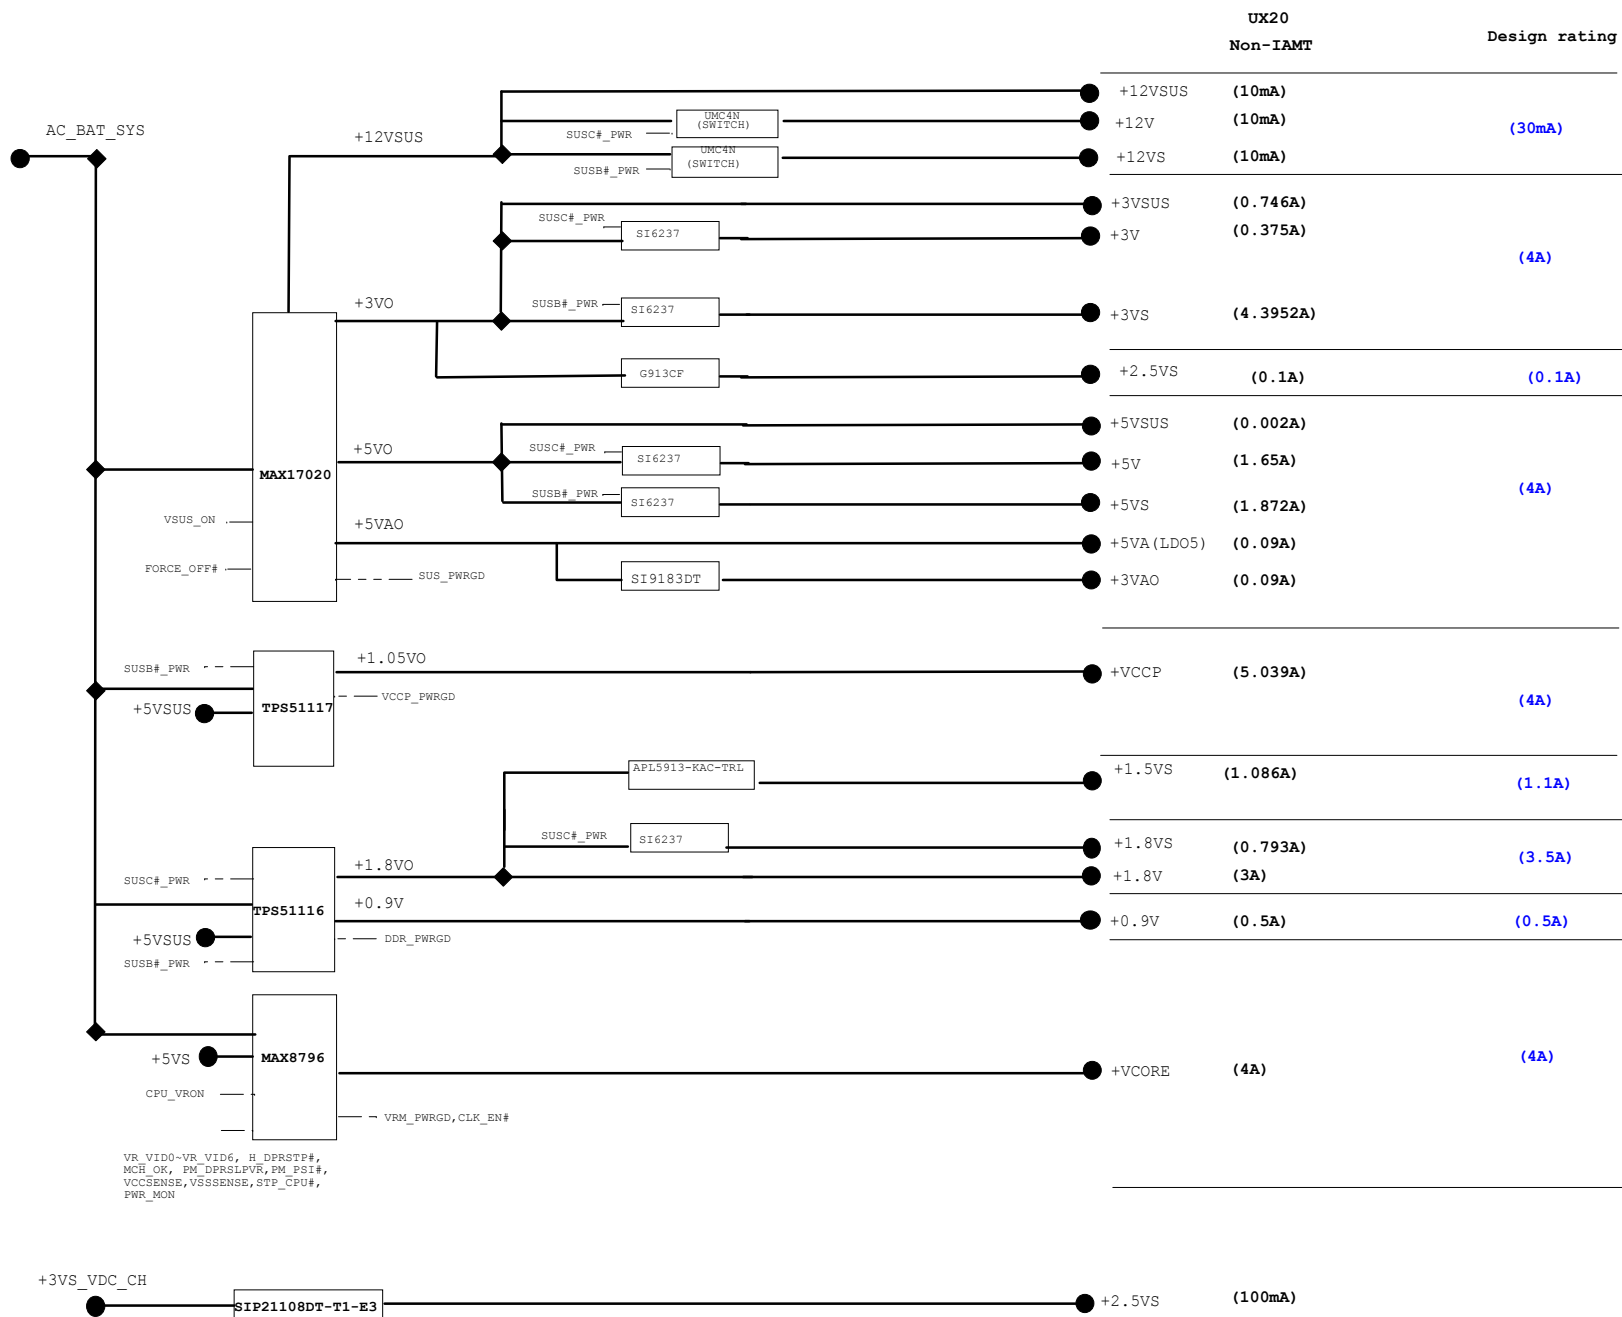 UX20
Non-IAMT
Design rating
AC_BAT_SYS
+12VSUS
+12VSUS (10mA)
UMC4N
(SWITCH)
SUSC#_PWR
+12V (10mA)
(30mA)
UMC4N
(SWITCH)
SUSB#_PWR
+12VS (10mA)
+3VSUS (0.746A)
SUSC#_PWR
SI6237
+3V (0.375A)
(4A)
+3VO
SUSB#_PWR
SI6237
+3VS (4.3952A)
G913CF
+2.5VS (0.1A) (0.1A)
+5VSUS (0.002A)
+5VO
SUSC#_PWR
SI6237
+5V (1.65A)
MAX17020
(4A)
SUSB#_PWR
SI6237
+5VS (1.872A)
VSUS_ON
+5VAO
+5VA(LDO5) (0.09A)
FORCE_OFF#
SUS_PWRGD
SI9183DT
+3VAO (0.09A)
SUSB#_PWR
+1.05VO
+VCCP (5.039A)
VCCP_PWRGD
+5VSUS
TPS51117
(4A)
APL5913-KAC-TRL
+1.5VS (1.086A) (1.1A)
SUSC#_PWR
SI6237
+1.8VS (0.793A)
(3.5A)
+1.8VO
+1.8V (3A)
SUSC#_PWR
TPS51116
+0.9V
+0.9V (0.5A) (0.5A)
+5VSUS
DDR_PWRGD
SUSB#_PWR
+5VS
MAX8796
(4A)
+VCORE (4A)
CPU_VRON
VRM_PWRGD,CLK_EN#
VR_VID0~VR_VID6, H_DPRSTP#,
MCH_OK, PM_DPRSLPVR,PM_PSI#,
VCCSENSE,VSSSENSE,STP_CPU#,
PWR_MON
+3VS_VDC_CH
SIP21108DT-T1-E3
+2.5VS (100mA)